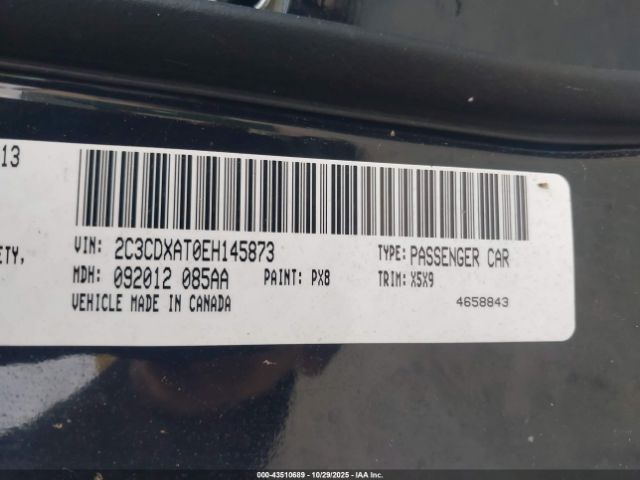 13
ETY,
VIN: 2C3CDXAT0EH145873
TYPE: PASSENGER CAR
MDH: 092012 085AA
PAINT: PX8
TRIM: X5X9
VEHICLE MADE IN CANADA
4658843
000-43510689 | 10/29/2025 | IAA, Inc.